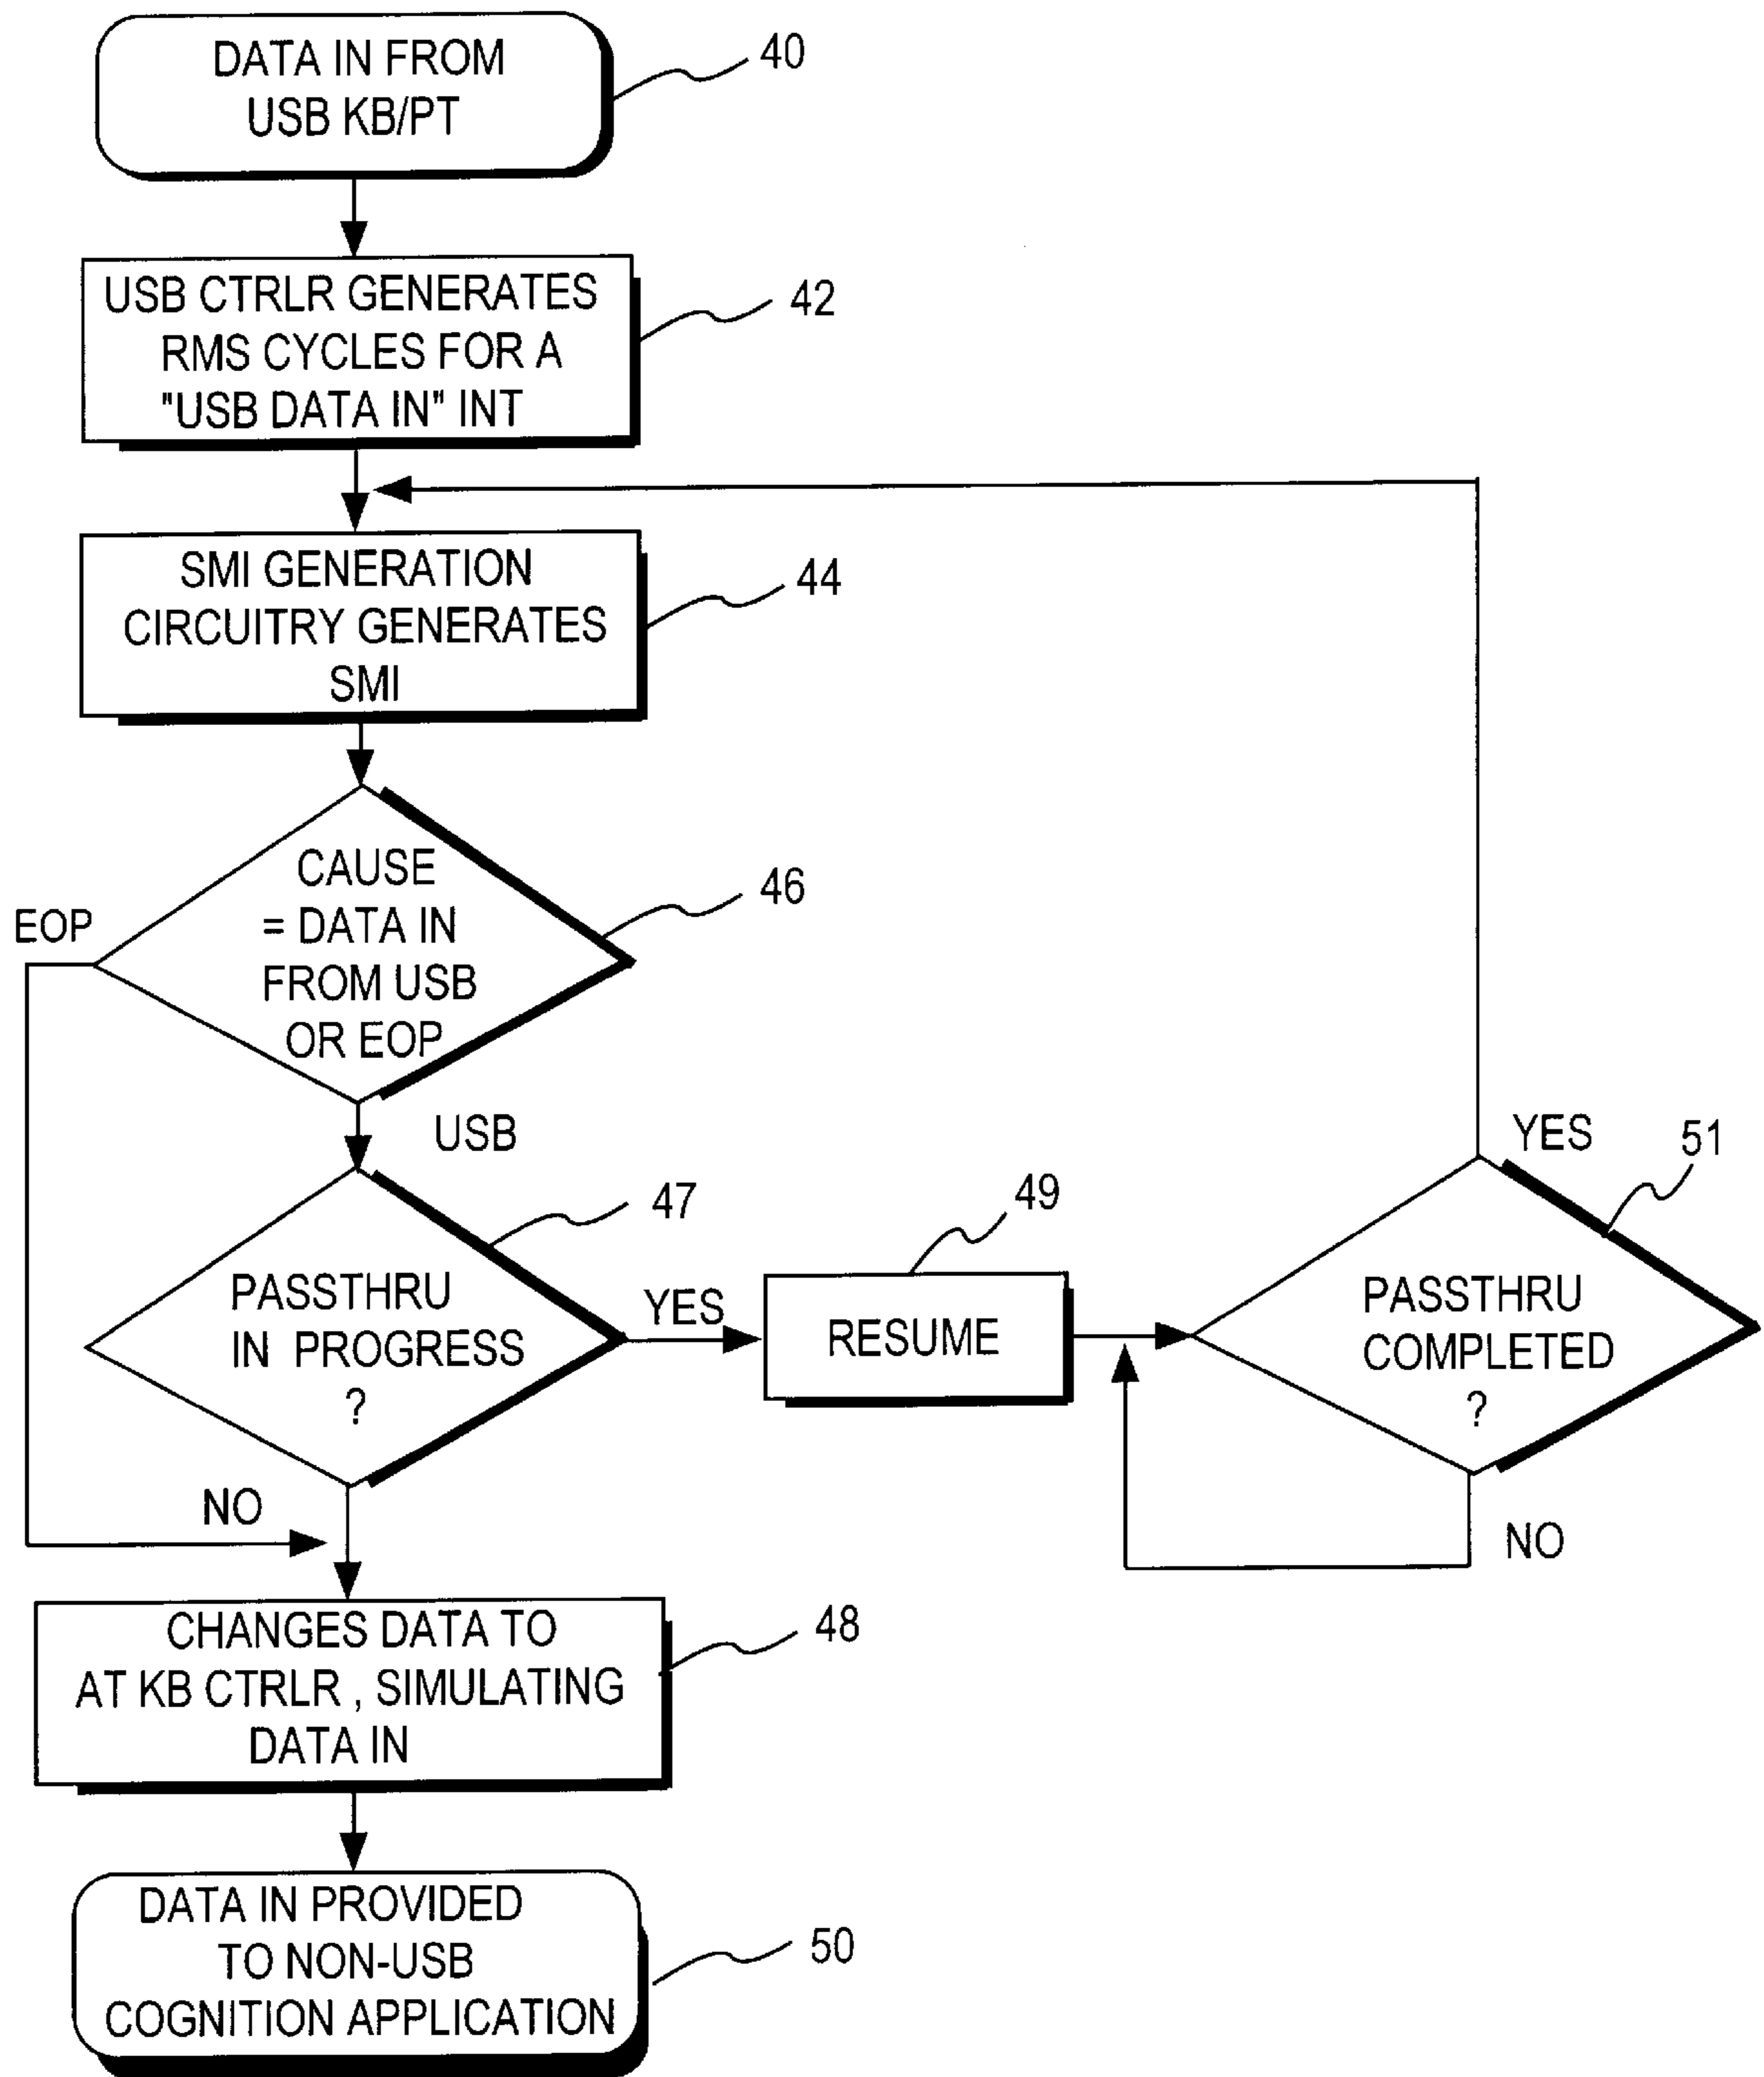 DATA IN FROM
USB KB/PT
40
USB CTRLR GENERATES
RMS CYCLES FOR A
"USB DATA IN" INT
42
SMI GENERATION
CIRCUITRY GENERATES
SMI
44
CAUSE
= DATA IN
FROM USB
OR EOP
46
EOP
USB
PASSTHRU
IN PROGRESS
?
47
YES
NO
RESUME
49
PASSTHRU
COMPLETED
?
YES
51
NO
CHANGES DATA TO
AT KB CTRLR , SIMULATING
DATA IN
48
DATA IN PROVIDED
TO NON-USB
COGNITION APPLICATION
50